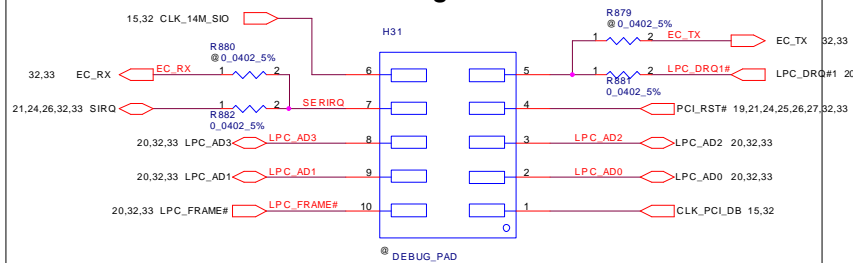 15,32 CLK_14M_SIO
H31
R879
@0_0402_5%
1 2 EC_TX
EC_TX 32,33
R880
@0_0402_5%
32,33 EC_RX EC_RX 1 2
6 5
1 2 LPC_DRQ1#
LPC_DRQ#1 20
R881
0_0402_5%
21,24,26,32,33 SIRQ 1 2 SERIRQ 7
4 PCI_RST# 19,21,24,25,26,27,32,33
R882
0_0402_5%
20,32,33 LPC_AD3 LPC_AD3 8
3 LPC_AD2 LPC_AD2 20,32,33
20,32,33 LPC_AD1 LPC_AD1 9
2 LPC_AD0 LPC_AD0 20,32,33
20,32,33 LPC_FRAME# LPC_FRAME# 10
1 CLK_PCI_DB 15,32
@ DEBUG_PAD